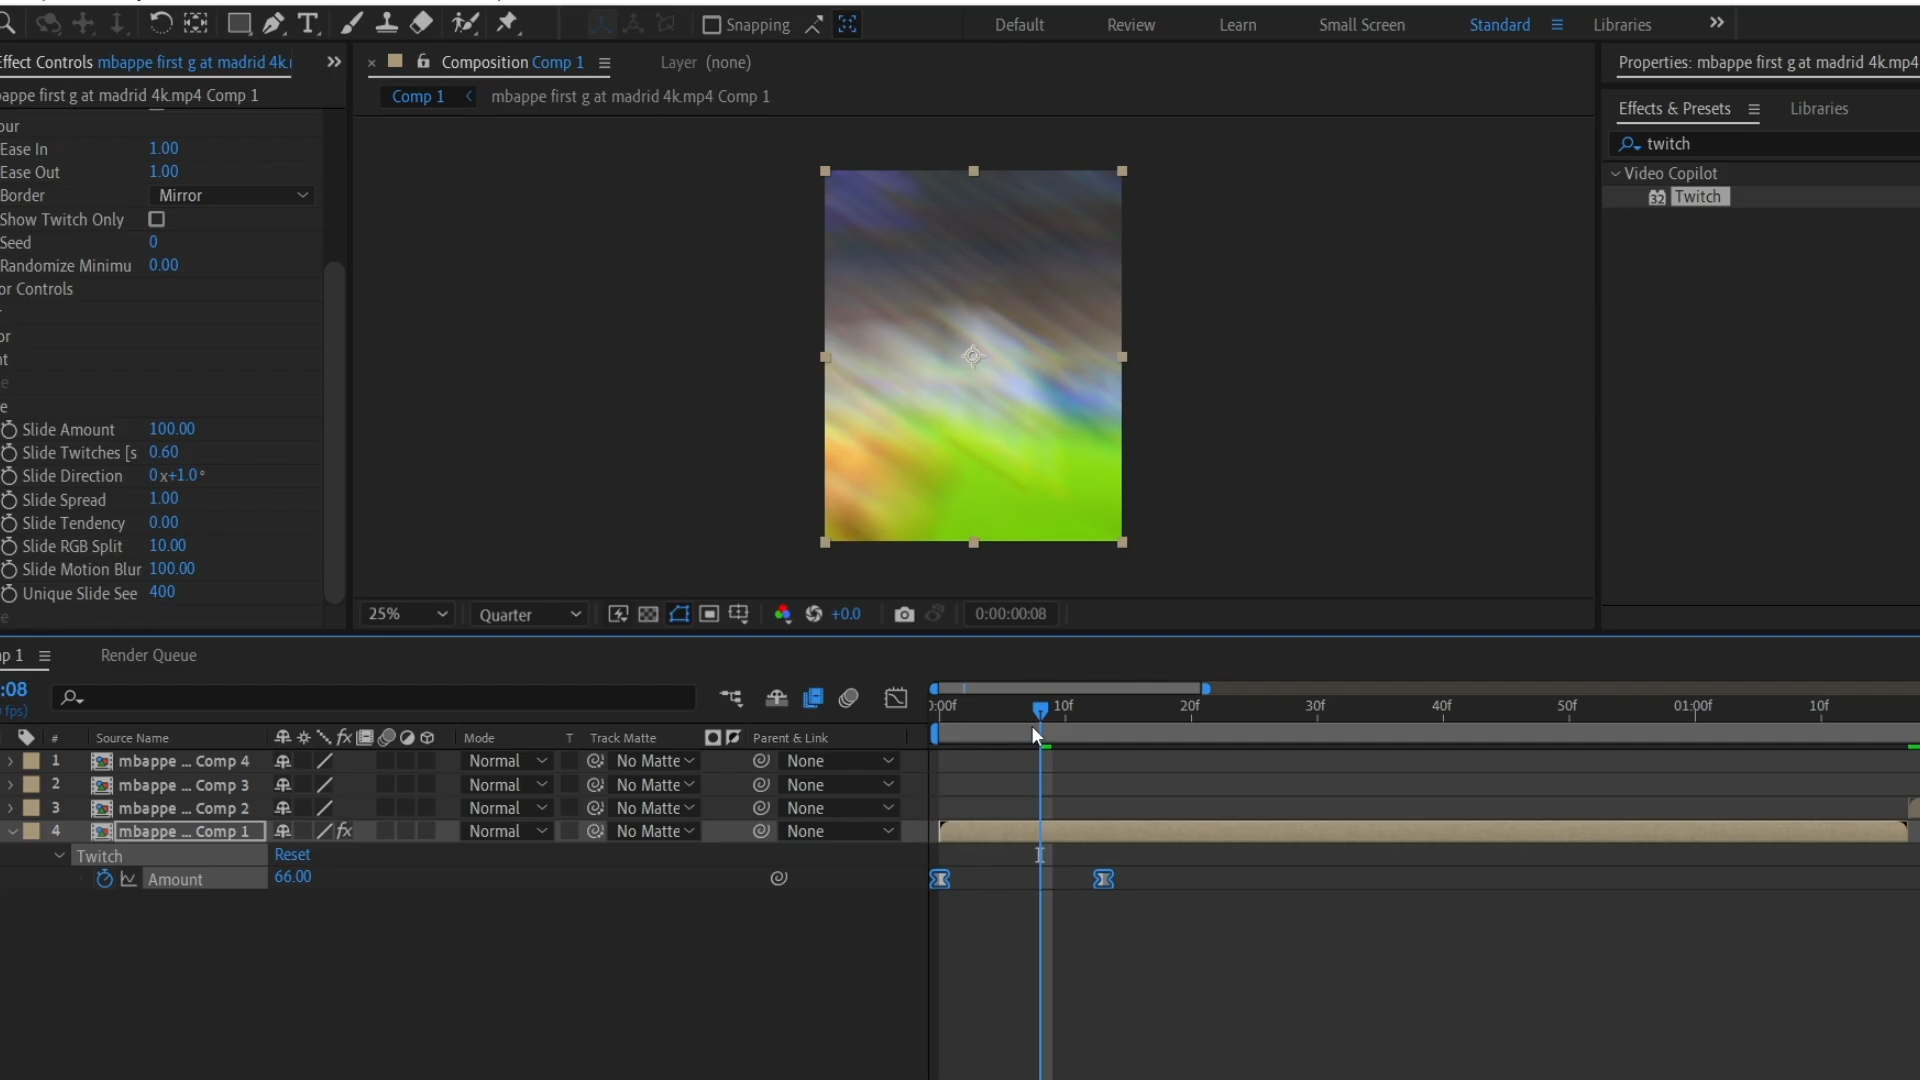 Snapping
Default
Review
Learn
Small Screen
Standard
Libraries
Effect Controls mbappe first g at madrid 4k.
appe first g at madrid 4k.mp4 Comp 1
our
Ease In 1.00
Ease Out 1.00
Border Mirror
Show Twitch Only
Seed 0
Randomize Minimu 0.00
or Controls
Slide Amount 100.00
Slide Twitches [s 0.60
Slide Direction 0x+1.0°
Slide Spread 1.00
Slide Tendency 0.00
Slide RGB Split 10.00
Slide Motion Blur 100.00
Unique Slide See 400
Composition Comp 1
Layer (none)
Comp 1 < mbappe first g at madrid 4k.mp4 Comp 1
25% Quarter +0.0 0:00:00:08
Properties: mbappe first g at madrid 4k.mp4
Effects & Presets Libraries
twitch
Video Copilot
32 Twitch
p 1 Render Queue
:08
fps)
0:00f 10f 20f 30f 40f 50f 01:00f 10f
# Source Name fx Mode T Track Matte Parent & Link
1 mbappe ... Comp 4 Normal No Matte None
2 mbappe ... Comp 3 Normal No Matte None
3 mbappe ... Comp 2 Normal No Matte None
4 mbappe ... Comp 1 fx Normal No Matte None
Twitch Reset
Amount 66.00